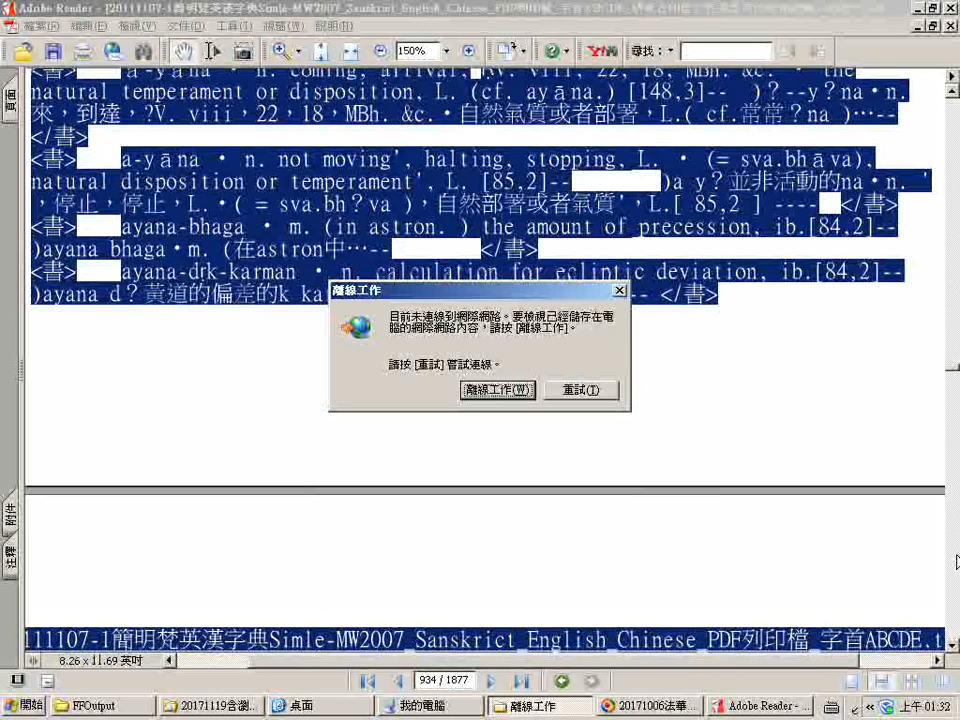 Adobe Reader - [20111107-1簡明梵英漢字典Simle-MW2007_Sanskrict_English_Chinese_PDF列印檔
檔案(F) 編輯(E) 檢視(V) 文件(D) 工具(T) 視窗(W) 說明(H)
150% 尋找：
頁面
<書> a-yāna · n. coming, arrival, RV. viii, 22, 18, MBh. &c. · the
natural temperament or disposition, L. (cf. ayāna.) [148,3]-- )？--y？na·n.
來，到達，?V. viii，22，18，MBh. &c.·自然氣質或者部署，L.( cf.常常？na )…--
</書>
<書> a-yāna · n. not moving', halting, stopping, L. · (= sva.bhāva),
natural disposition or temperament', L. [85,2]-- )a y？並非活動的na·n. '
，停止，停止，L.·( = sva.bh？va )，自然部署或者氣質'，L.[ 85,2 ] ---- </書>
<書> ayana-bhaga · m. (in astron. ) the amount of precession, ib.[84,2]--
)ayana bhaga·m. (在astron中…-- </書>
<書> ayana-dṛk-karman · n. calculation for ecliptic deviation, ib.[84,2]--
)ayana d？黃道的偏差的k ka -- </書>
離線工作
目前未連線到網際網路。要檢視已經儲存在電
腦的網際網路內容，請按 [離線工作]。
請按 [重試] 嘗試連線。
離線工作(W) 重試(T)
附件
注釋
111107-1簡明梵英漢字典Simle-MW2007_Sanskrict_English_Chinese_PDF列印檔_字首ABCDE.t
8.26 x 11.69 英吋
934 / 1877
開始 FFOutput 20171119含瀏... 桌面 我的電腦 離線工作 20171006法華... Adobe Reader - ... 上午 01:32